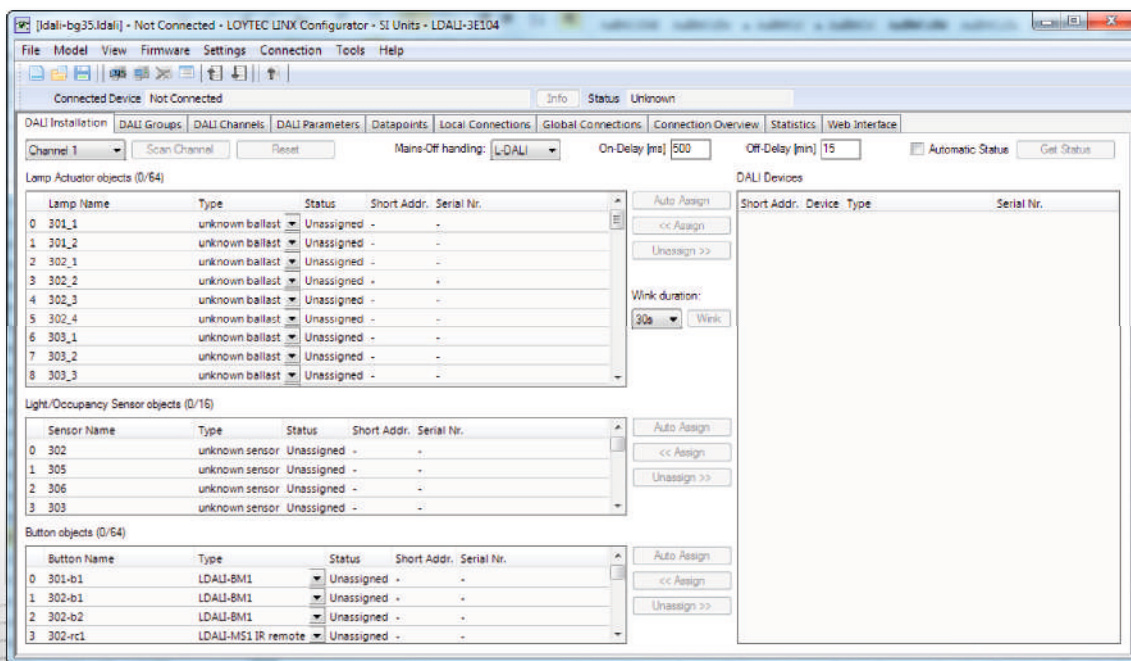 [ldali-bg35.ldali] - Not Connected - LOYTEC LINX Configurator - SI Units - LDALI-3E104
File Model View Firmware Settings Connection Tools Help
Connected Device Not Connected Info Status Unknown
DALI Installation DALI Groups DALI Channels DALI Parameters Datapoints Local Connections Global Connections Connection Overview Statistics Web Interface
Channel 1 Scan Channel Reset Mains-Off handling: L-DALI On-Delay [ms] 500 Off-Delay [min] 15 Automatic Status Get Status
Lamp Actuator objects (0/64) DALI Devices
Lamp Name Type Status Short Addr. Serial Nr. Auto Assign Short Addr. Device Type Serial Nr.
0 301_1 unknown ballast Unassigned - - << Assign
1 301_2 unknown ballast Unassigned - -
2 302_1 unknown ballast Unassigned - - Unassign >>
3 302_2 unknown ballast Unassigned - -
4 302_3 unknown ballast Unassigned - - Wink duration:
5 302_4 unknown ballast Unassigned - - 30s Wink
6 303_1 unknown ballast Unassigned - -
7 303_2 unknown ballast Unassigned - -
8 303_3 unknown ballast Unassigned - -
Light/Occupancy Sensor objects (0/16)
Sensor Name Type Status Short Addr. Serial Nr. Auto Assign
0 302 unknown sensor Unassigned - - << Assign
1 305 unknown sensor Unassigned - -
2 306 unknown sensor Unassigned - - Unassign >>
3 303 unknown sensor Unassigned - -
Button objects (0/64)
Button Name Type Status Short Addr. Serial Nr. Auto Assign
0 301-b1 LDALI-BM1 Unassigned - - << Assign
1 302-b1 LDALI-BM1 Unassigned - -
2 302-b2 LDALI-BM1 Unassigned - - Unassign >>
3 302-rc1 LDALI-MS1 IR remote Unassigned - -